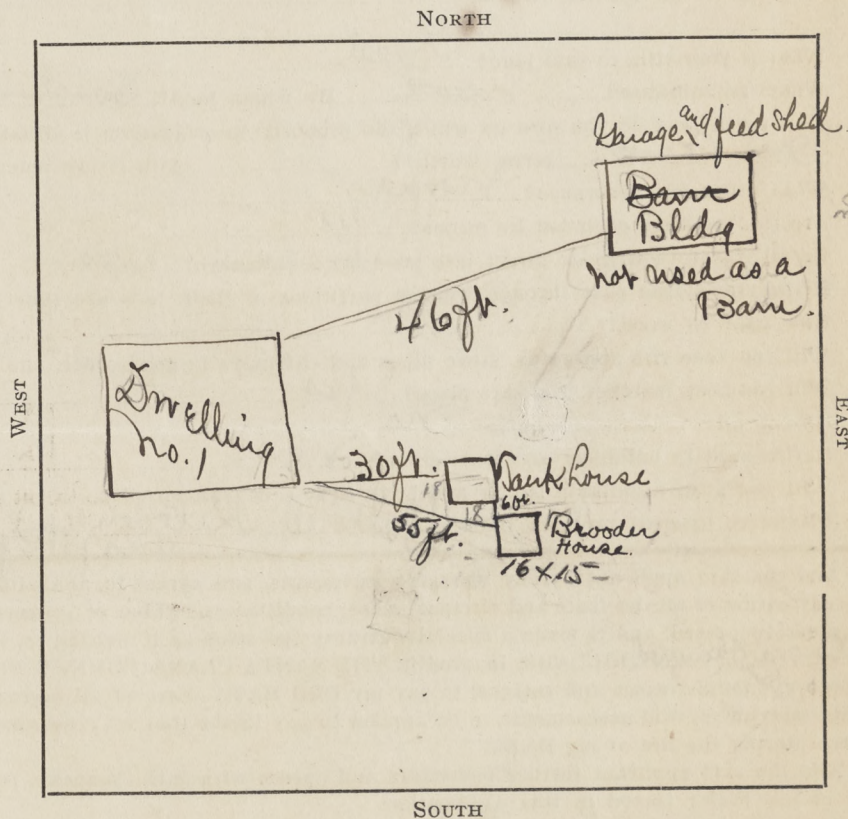 NORTH
Garage and feed shed
Barn
Bldg
not used as a
Barn.
46 ft.
WEST
EAST
Dwelling
No. 1
30 ft.
Tank house
18
18
6 ft.
55 ft.
Brooder
House.
16 x 15
SOUTH